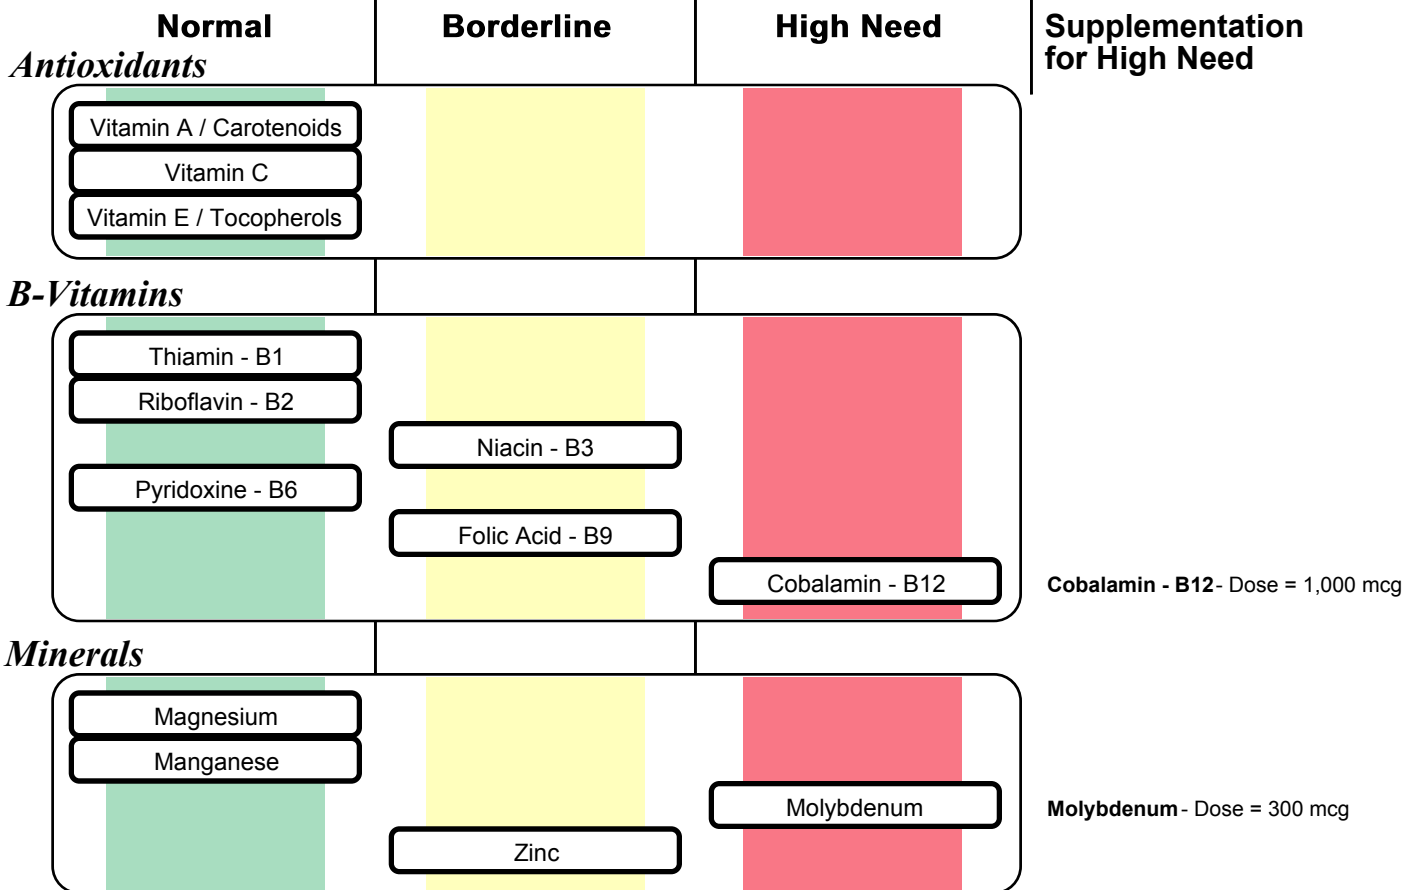 Normal
Borderline
High Need
Supplementation
for High Need
Antioxidants
Vitamin A / Carotenoids
Vitamin C
Vitamin E / Tocopherols
B-Vitamins
Thiamin - B1
Riboflavin - B2
Niacin - B3
Pyridoxine - B6
Folic Acid - B9
Cobalamin - B12
Cobalamin - B12 - Dose = 1,000 mcg
Minerals
Magnesium
Manganese
Molybdenum
Molybdenum - Dose = 300 mcg
Zinc